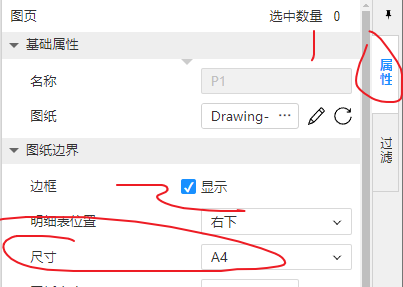 图页 选中数量 0
基础属性
名称 P1
图纸 Drawing- ···
图纸边界
边框 显示
明细表位置 右下
尺寸 A4
属性
过滤